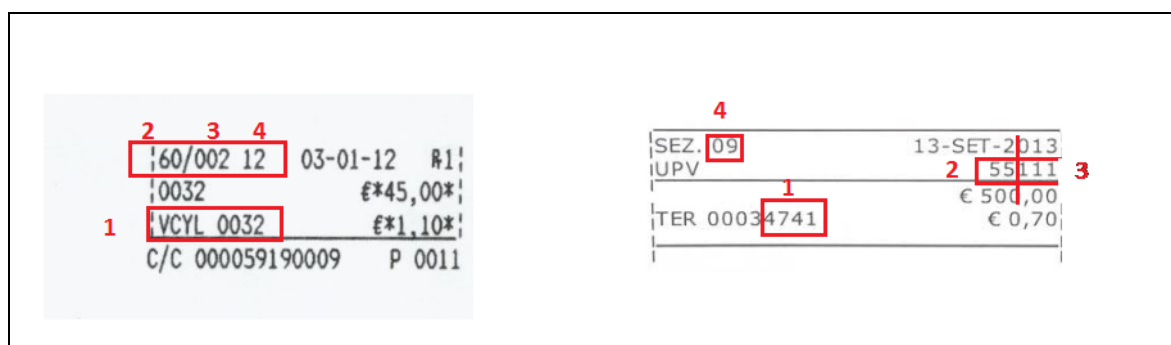 2 3 4
¦60/002 12 03-01-12 R1¦
¦0032 €*45,00*¦
1 ¦VCYL 0032 €*1,10*¦
C/C 000059190009 P 0011
4
SEZ. 09 13-SET-2013
UPV 2 55111 3
€ 500,00
1
TER 00034741 € 0,70